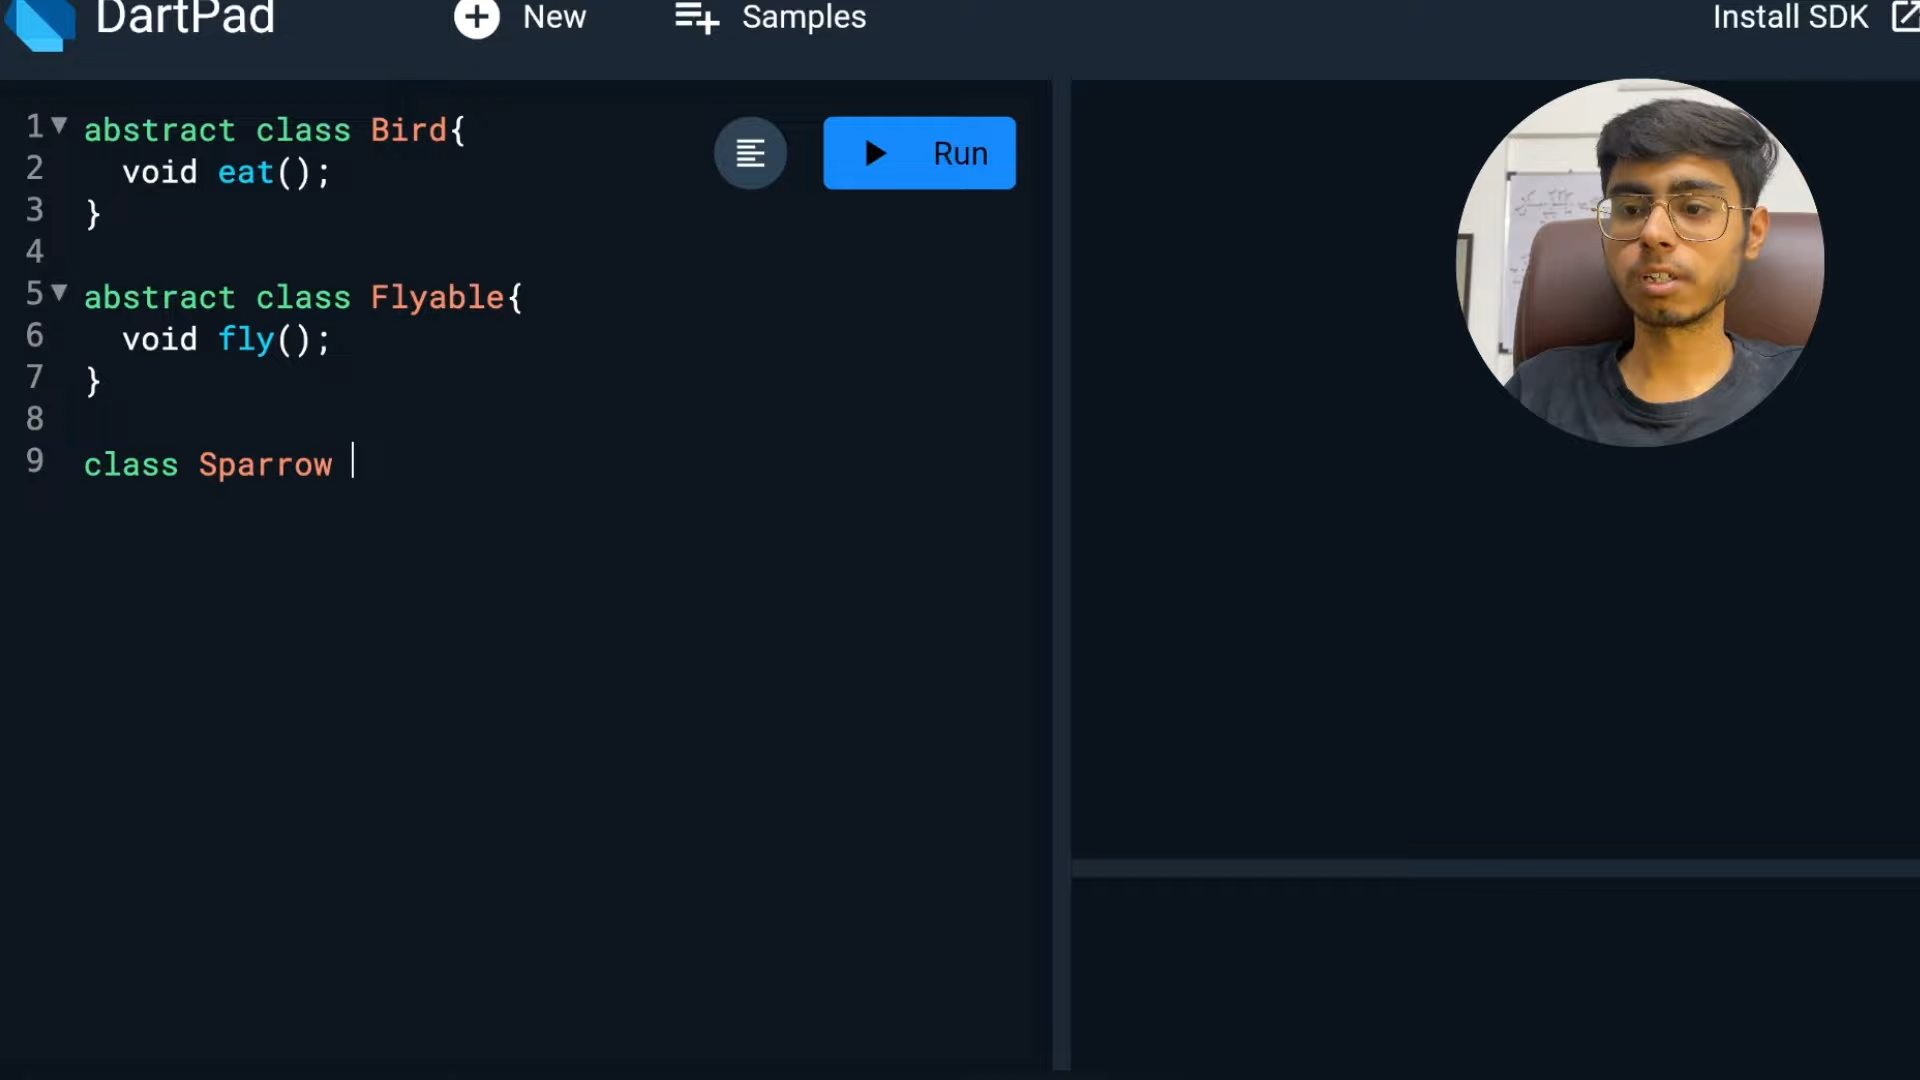 DartPad
New
Samples
Install SDK
1 abstract class Bird{
2 void eat();
3 }
4
5 abstract class Flyable{
6 void fly();
7 }
8
9 class Sparrow
Run